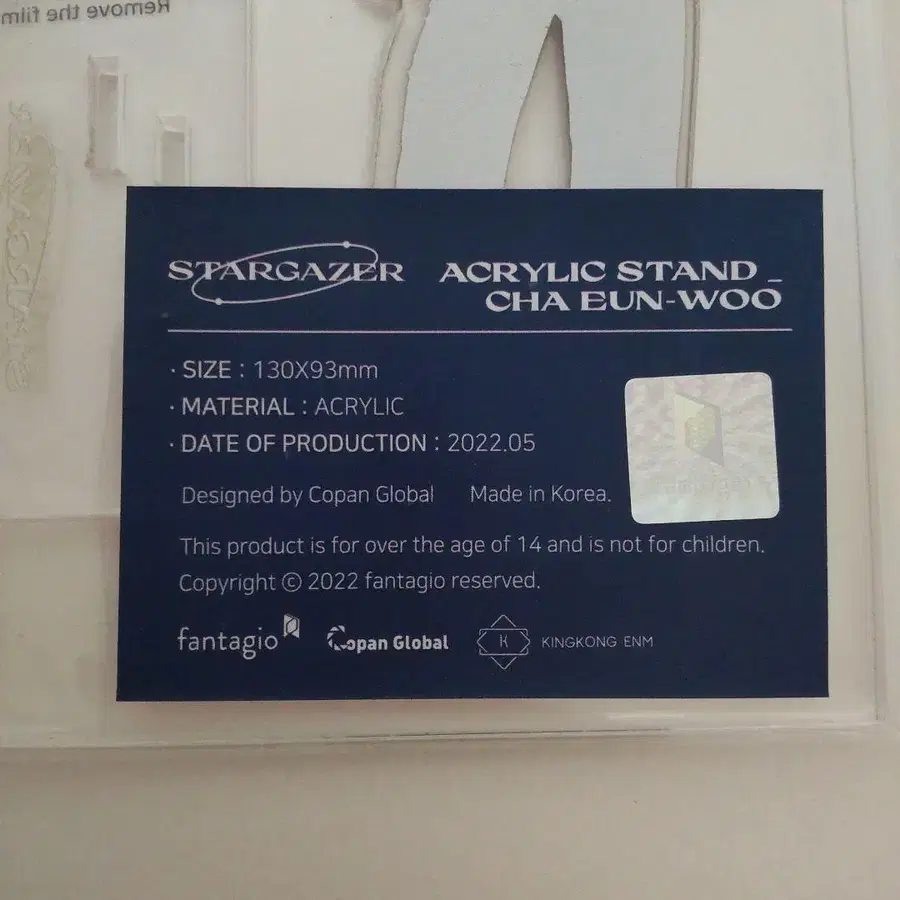 Remove the film
STARGAZER
ACRYLIC STAND _
CHA EUN-WOO
· SIZE : 130X93mm
· MATERIAL : ACRYLIC
· DATE OF PRODUCTION : 2022.05
Designed by Copan Global Made in Korea.
This product is for over the age of 14 and is not for children.
Copyright © 2022 fantagio reserved.
fantagio
Copan Global
K
KINGKONG ENM